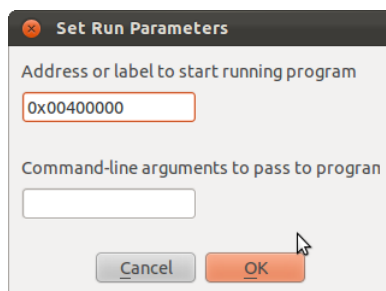 Set Run Parameters
Address or label to start running program
0x00400000
Command-line arguments to pass to progran
Cancel
OK